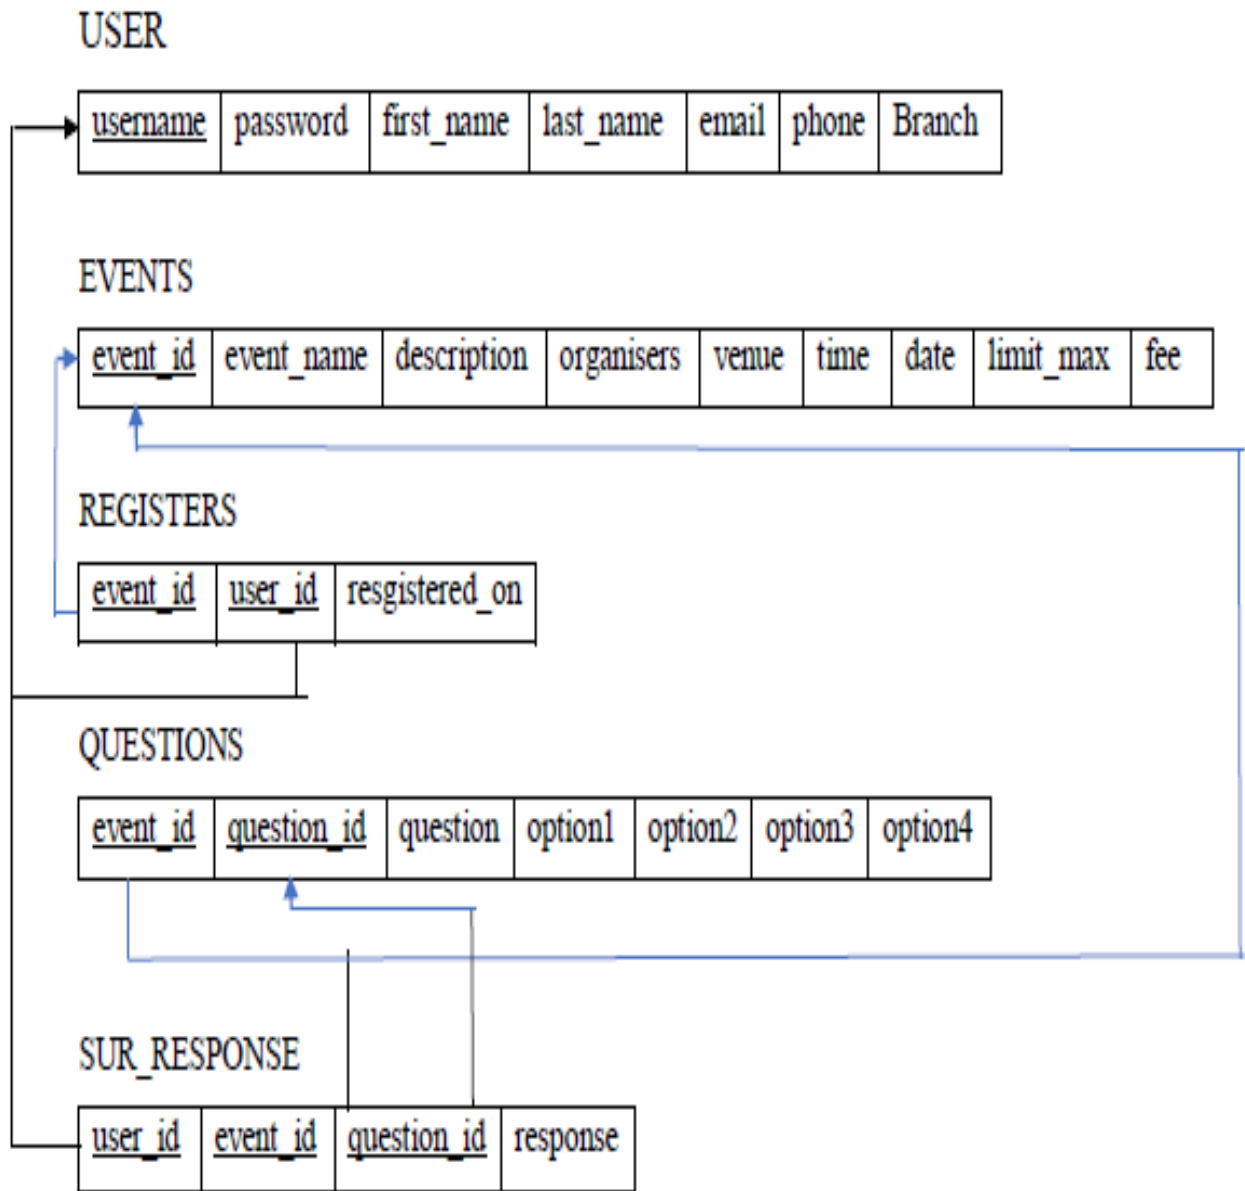 USER
username password first_name last_name email phone Branch
EVENTS
event_id event_name description organisers venue time date limit_max fee
REGISTERS
event_id user_id resgistered_on
QUESTIONS
event_id question_id question option1 option2 option3 option4
SUR_RESPONSE
user_id event_id question_id response